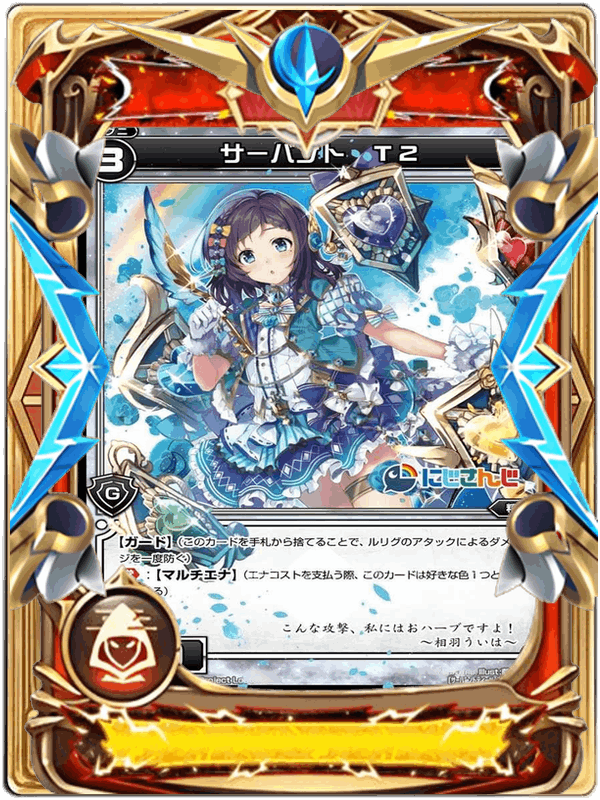 3
サーバント T2
にじさんじ
G
【ガード】（このカードを手札から捨てることで、ルリグのアタックによるダメ
ジを一度防ぐ）
：【マルチエナ】（エナコストを支払う際、このカードは好きな色１つと
る）
こんな攻撃、私にはおハーブですよ！
～相羽ういは～
Illust: